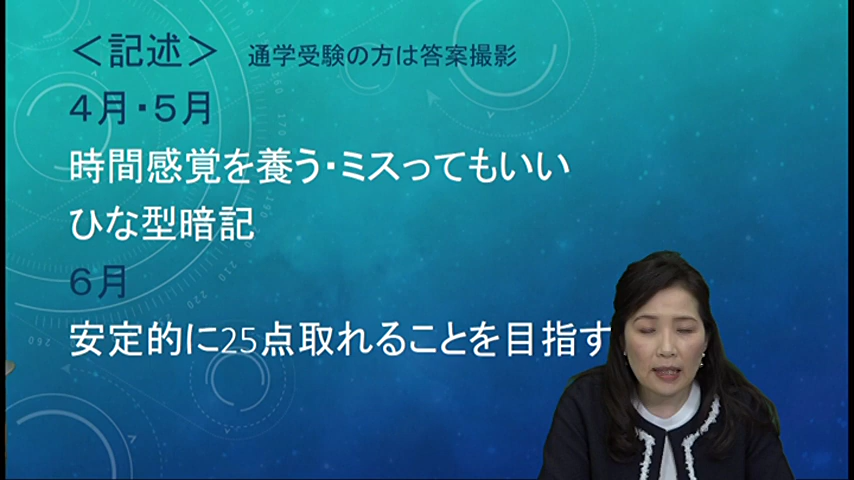 ＜記述＞ 通学受験の方は答案撮影
４月・５月
時間感覚を養う・ミスってもいい
ひな型暗記
６月
安定的に25点取れることを目指す